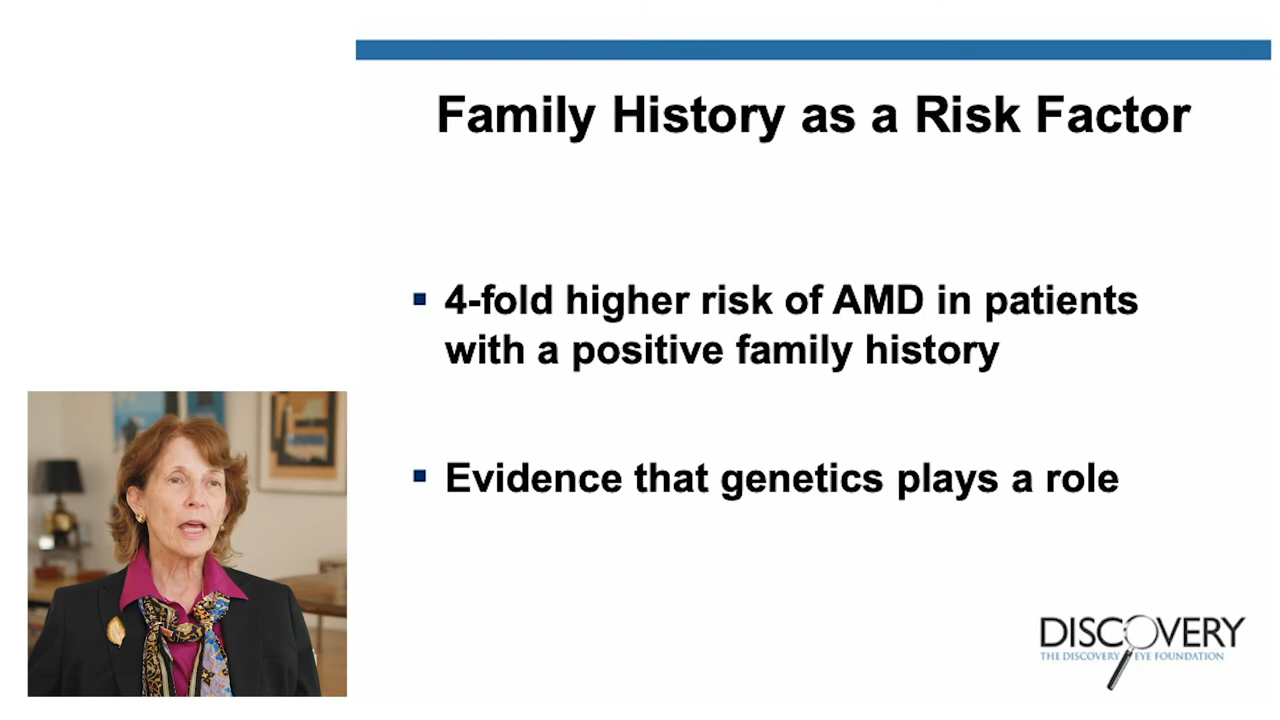 Family History as a Risk Factor
4-fold higher risk of AMD in patients
with a positive family history
Evidence that genetics plays a role
DISCOVERY
THE DISCOVERY EYE FOUNDATION